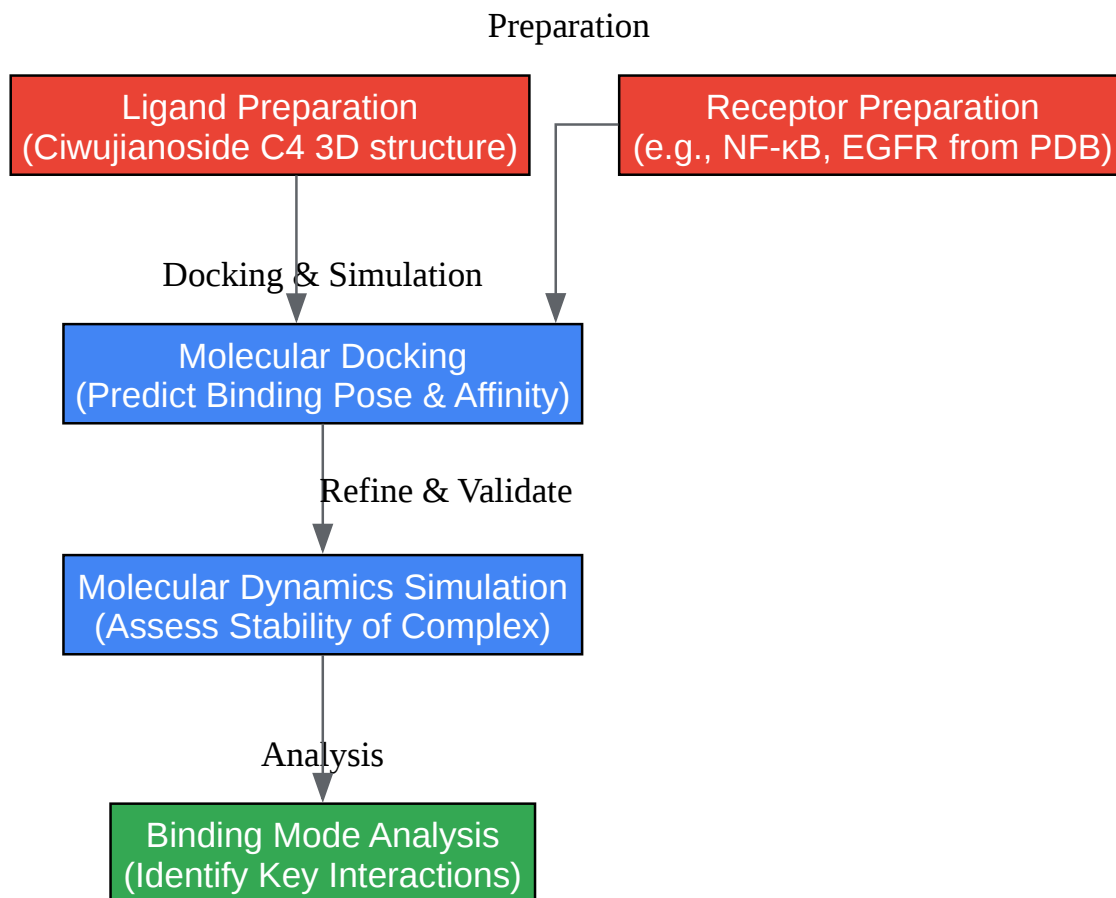 Preparation
Ligand Preparation
(Ciwujianoside C4 3D structure)
Receptor Preparation
(e.g., NF-κB, EGFR from PDB)
Docking & Simulation
Molecular Docking
(Predict Binding Pose & Affinity)
Refine & Validate
Molecular Dynamics Simulation
(Assess Stability of Complex)
Analysis
Binding Mode Analysis
(Identify Key Interactions)